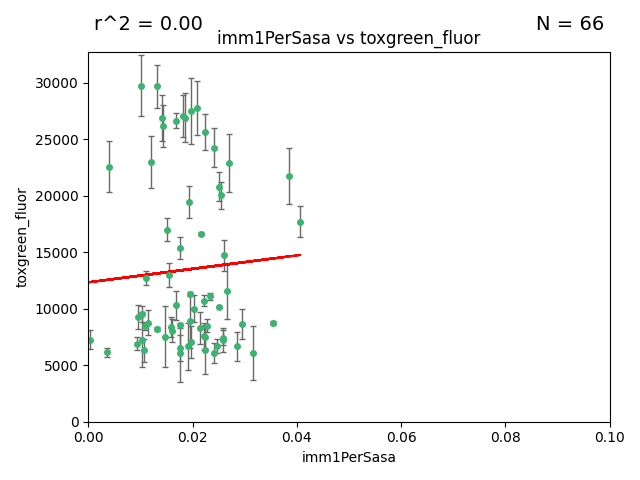 r^2 = 0.00
N = 66
imm1PerSasa vs toxgreen_fluor
toxgreen_fluor
30000
25000
20000
15000
10000
5000
0
0.00 0.02 0.04 0.06 0.08 0.10
imm1PerSasa